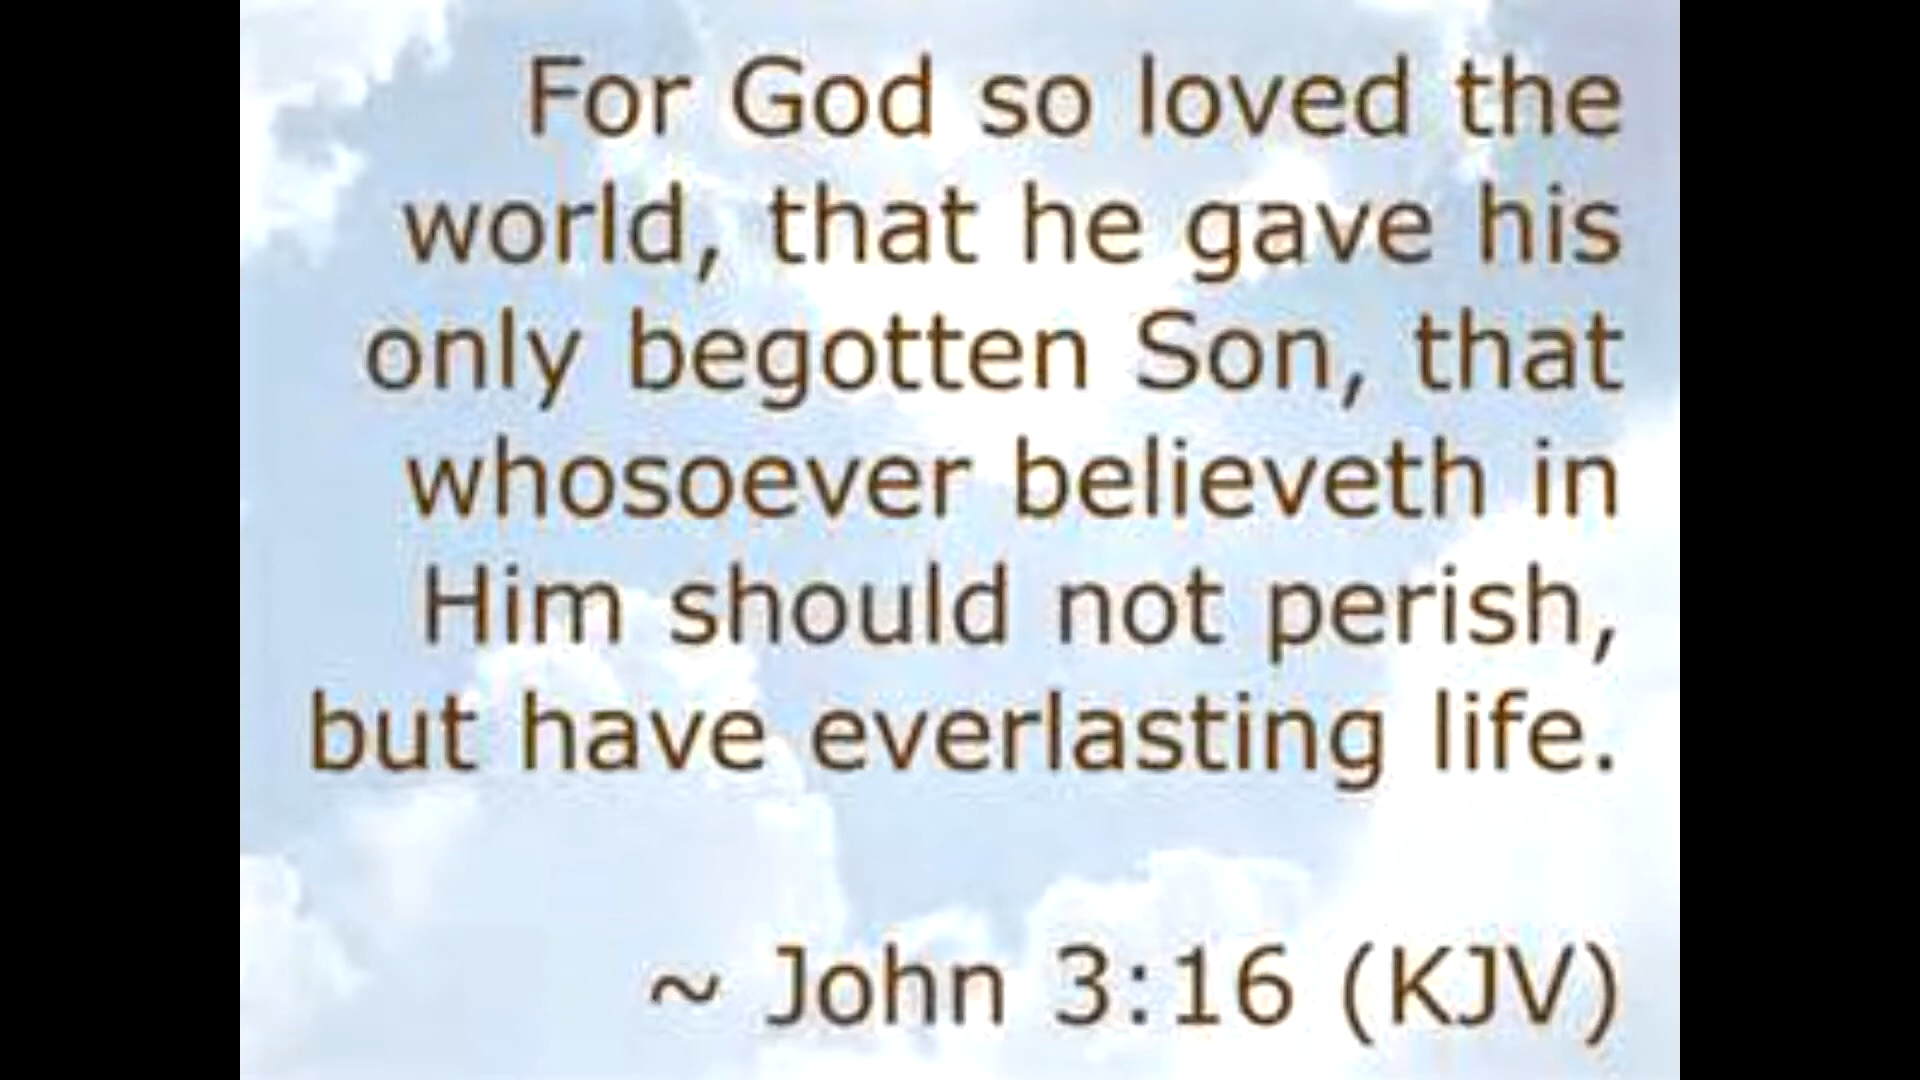 For God so loved the
world, that he gave his
only begotten Son, that
whosoever believeth in
Him should not perish,
but have everlasting life.
~ John 3:16 (KJV)